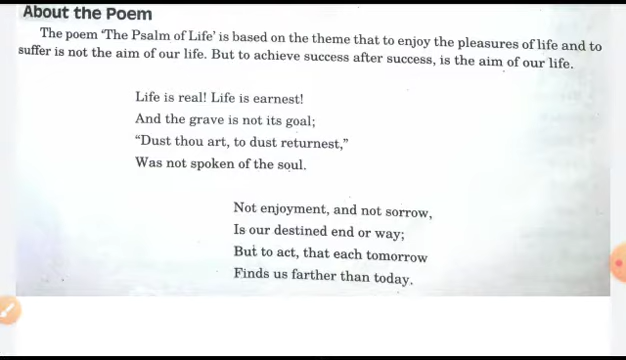 About the Poem
The poem 'The Psalm of Life' is based on the theme that to enjoy the pleasures of life and to
suffer is not the aim of our life. But to achieve success after success, is the aim of our life.
Life is real! Life is earnest!
And the grave is not its goal;
"Dust thou art, to dust returnest,"
Was not spoken of the soul.
Not enjoyment, and not sorrow,
Is our destined end or way;
But to act, that each tomorrow
Finds us farther than today.